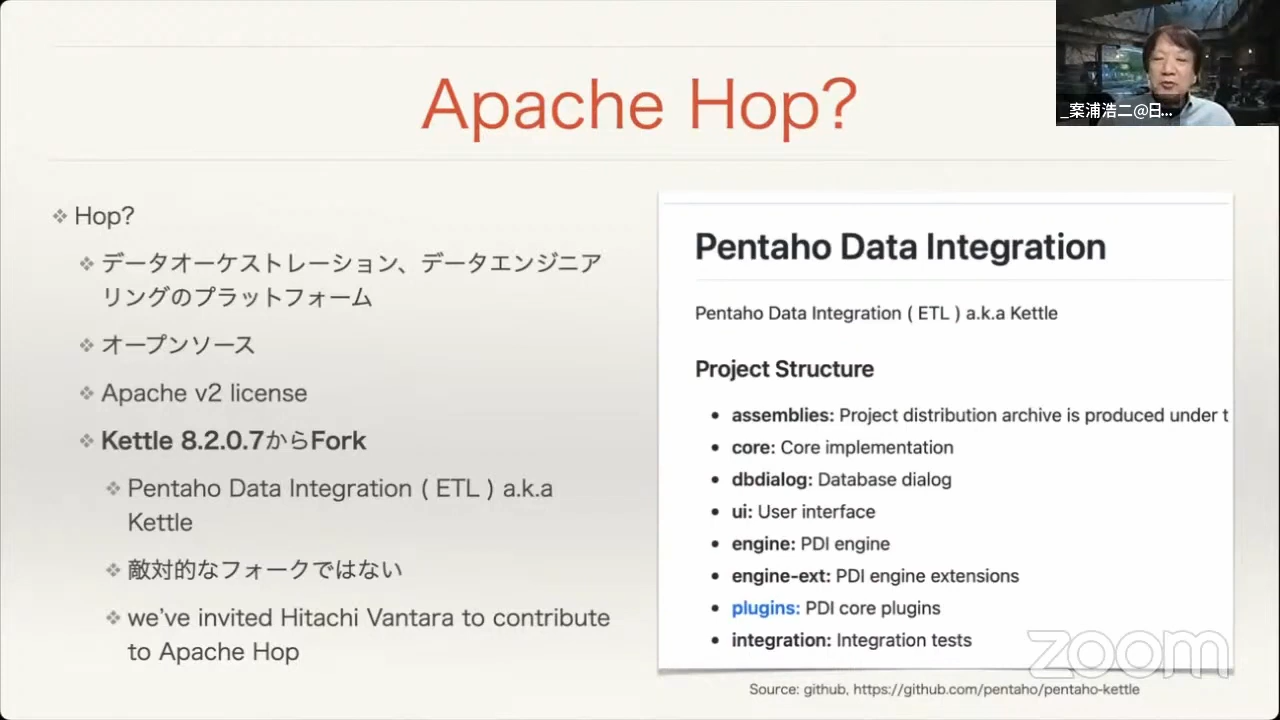 Apache Hop?
_案浦浩二@日...
Hop?
データオーケストレーション、データエンジニア
リングのプラットフォーム
オープンソース
Apache v2 license
Kettle 8.2.0.7からFork
Pentaho Data Integration ( ETL ) a.k.a
Kettle
敵対的なフォークではない
we've invited Hitachi Vantara to contribute
to Apache Hop
Pentaho Data Integration
Pentaho Data Integration ( ETL ) a.k.a Kettle
Project Structure
assemblies: Project distribution archive is produced under t
core: Core implementation
dbdialog: Database dialog
ui: User interface
engine: PDI engine
engine-ext: PDI engine extensions
plugins: PDI core plugins
integration: Integration tests
zoom
Source: github, https://github.com/pentaho/pentaho-kettle